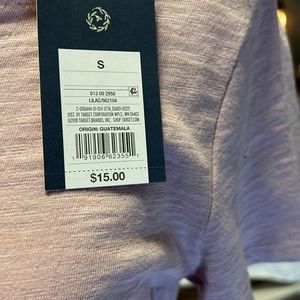 S
013 09 2958
LILAC/562104
DIST. BY TARGET CORPORATION MPLS., MN 55403
TARGET BRANDS, INC. SHOP TARGET.COM
ORIGIN: GUATEMALA
$15.00